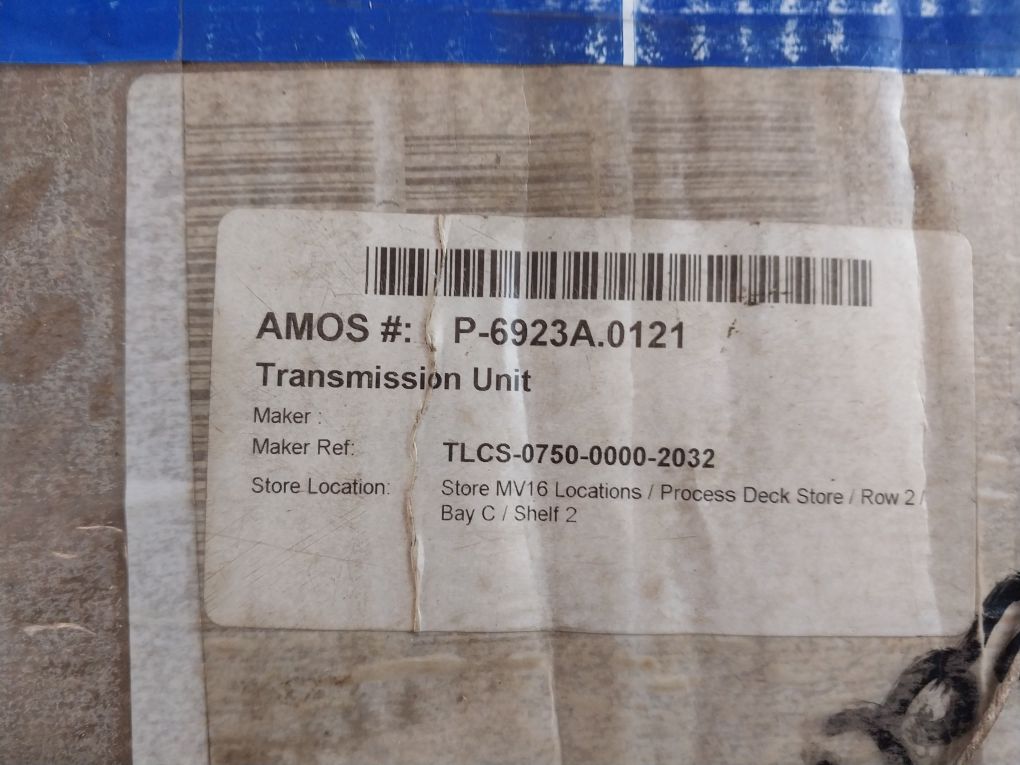 AMOS #: P-6923A.0121
Transmission Unit
Maker :
Maker Ref: TLCS-0750-0000-2032
Store Location: Store MV16 Locations / Process Deck Store / Row 2 /
Bay C / Shelf 2